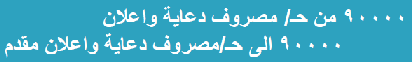 ٩٠٠٠٠ من حـ/ مصروف دعاية واعلان
٩٠٠٠٠ الى حـ/مصروف دعاية واعلان مقدم